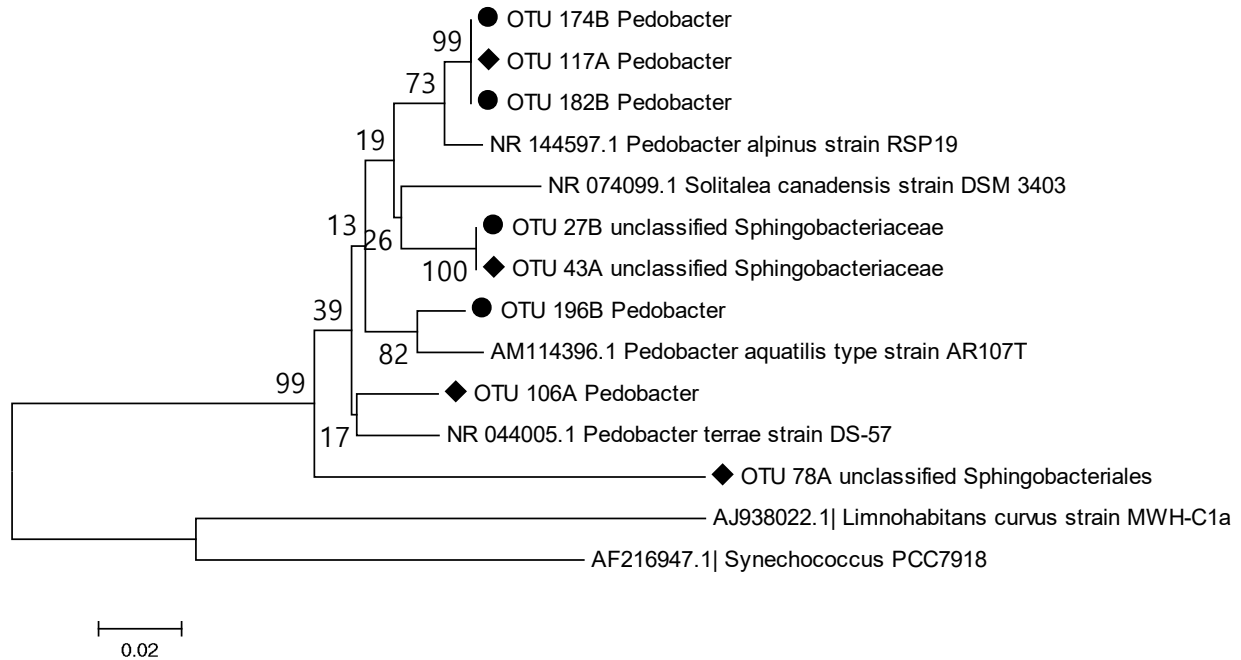 OTU 174B Pedobacter
99
OTU 117A Pedobacter
73
OTU 182B Pedobacter
19
NR 144597.1 Pedobacter alpinus strain RSP19
NR 074099.1 Solitalea canadensis strain DSM 3403
13
26
OTU 27B unclassified Sphingobacteriaceae
100
OTU 43A unclassified Sphingobacteriaceae
39
OTU 196B Pedobacter
82
AM114396.1 Pedobacter aquatilis type strain AR107T
99
OTU 106A Pedobacter
17
NR 044005.1 Pedobacter terrae strain DS-57
OTU 78A unclassified Sphingobacteriales
AJ938022.1| Limnohabitans curvus strain MWH-C1a
AF216947.1| Synechococcus PCC7918
0.02